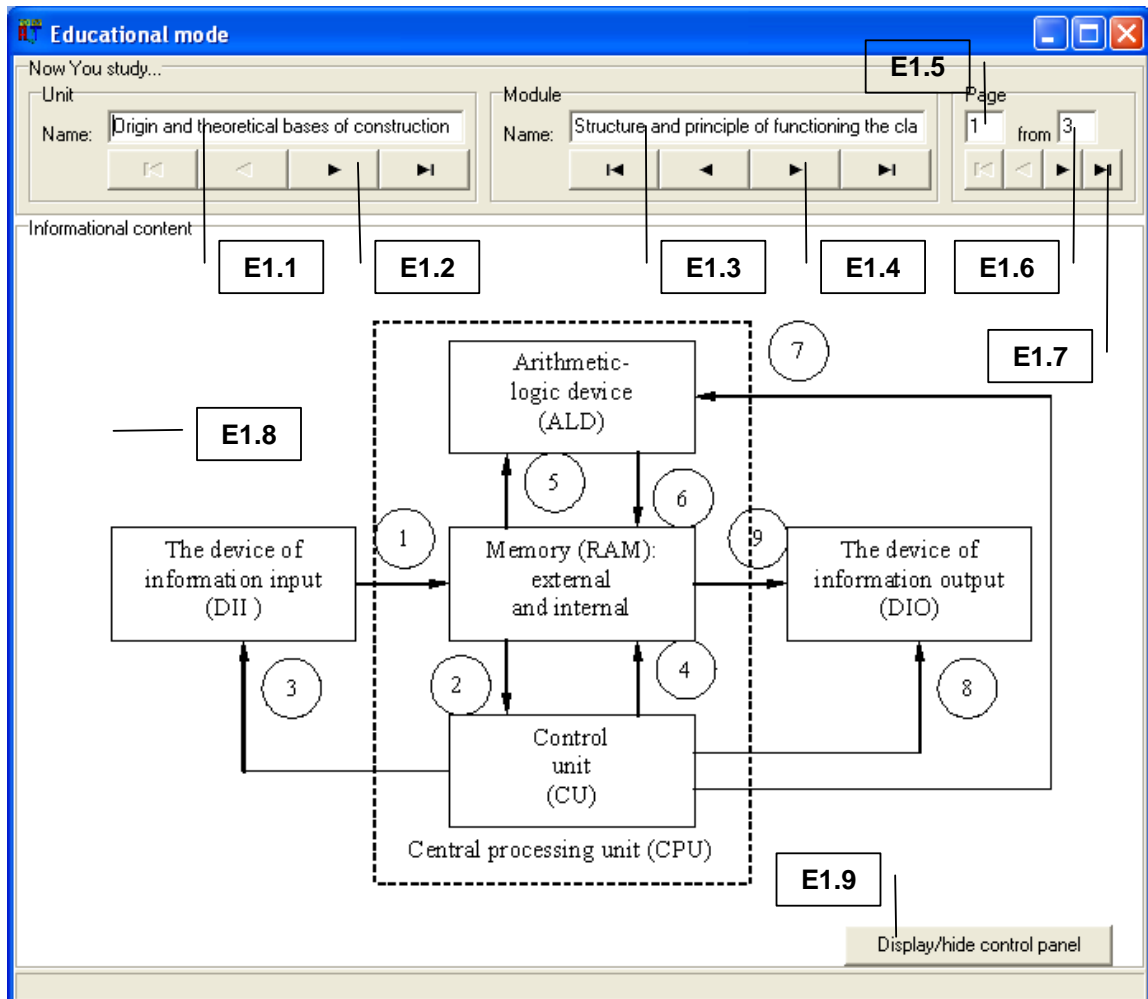 Educational mode
Now You study...
E1.5
Unit
Module
Page
Name: Origin and theoretical bases of construction
Name: Structure and principle of functioning the cla
1 from 3
Informational content
E1.1
E1.2
E1.3
E1.4
E1.6
E1.7
7
Arithmetic-
logic device
(ALD)
E1.8
5
6
1
9
The device of
information input
(DII )
Memory (RAM):
external
and internal
The device of
information output
(DIO)
3
2
4
8
Control
unit
(CU)
Central processing unit (CPU)
E1.9
Display/hide control panel